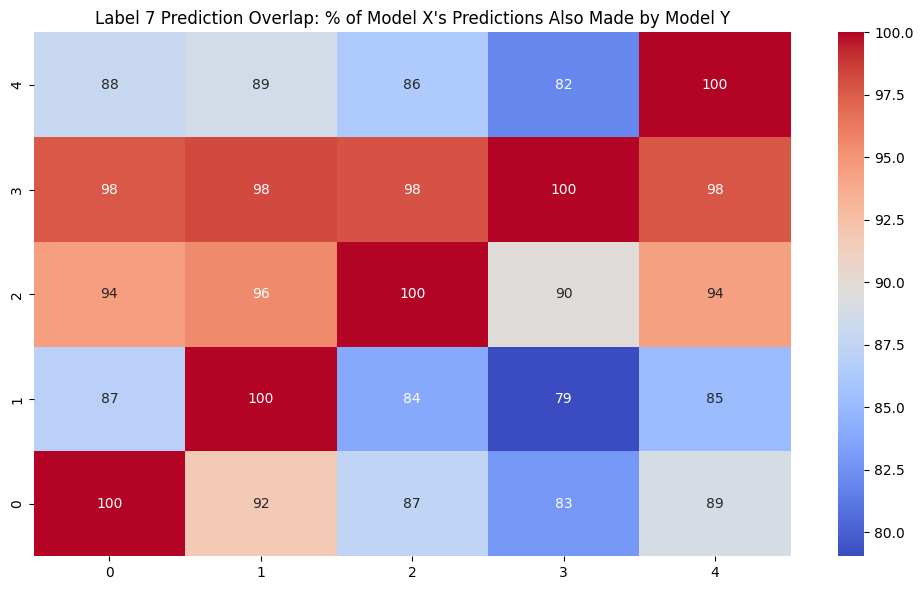 Label 7 Prediction Overlap: % of Model X's Predictions Also Made by Model Y
4 88 89 86 82 100
3 98 98 98 100 98
2 94 96 100 90 94
1 87 100 84 79 85
0 100 92 87 83 89
0 1 2 3 4
100.0
97.5
95.0
92.5
90.0
87.5
85.0
82.5
80.0